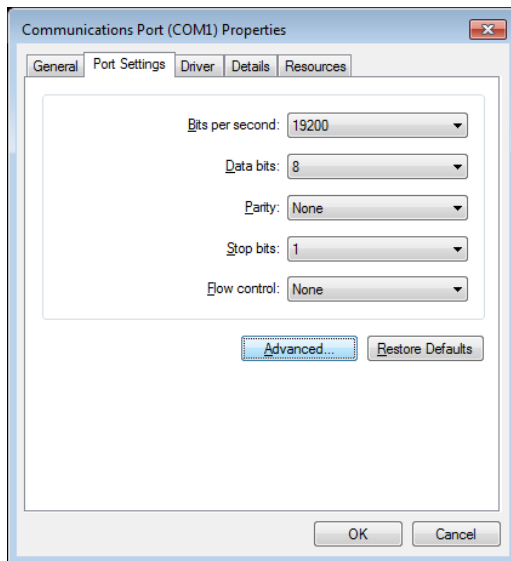 Communications Port (COM1) Properties
General Port Settings Driver Details Resources
Bits per second: 19200
Data bits: 8
Parity: None
Stop bits: 1
Flow control: None
Advanced... Restore Defaults
OK Cancel